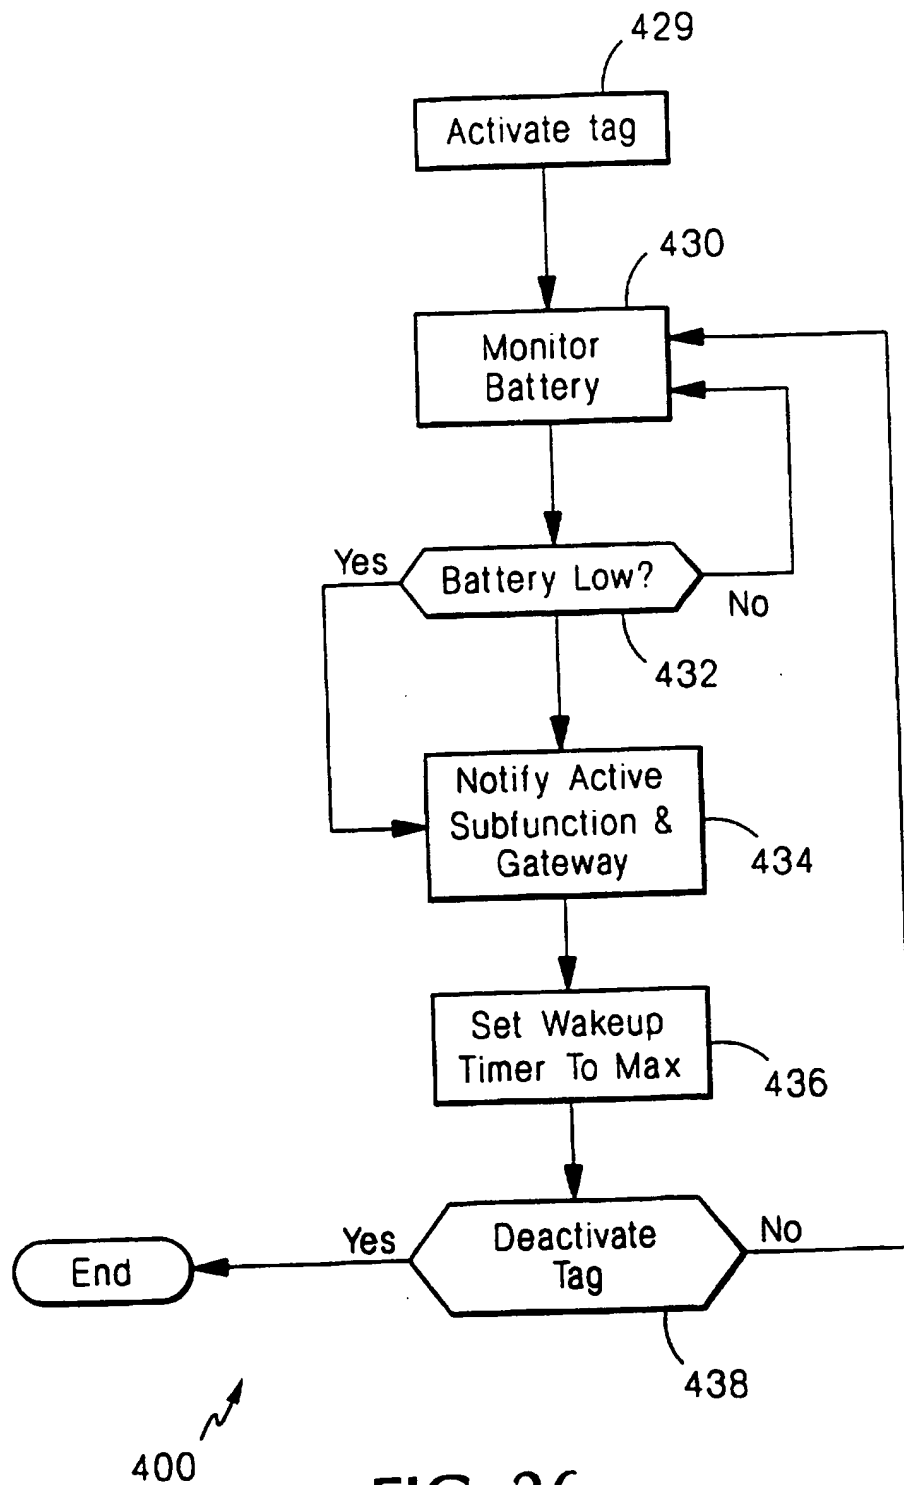 429
Activate tag
430
Monitor
Battery
Yes
Battery Low?
No
432
Notify Active
Subfunction &
Gateway
434
Set Wakeup
Timer To Max
436
Yes
Deactivate
Tag
No
End
438
400